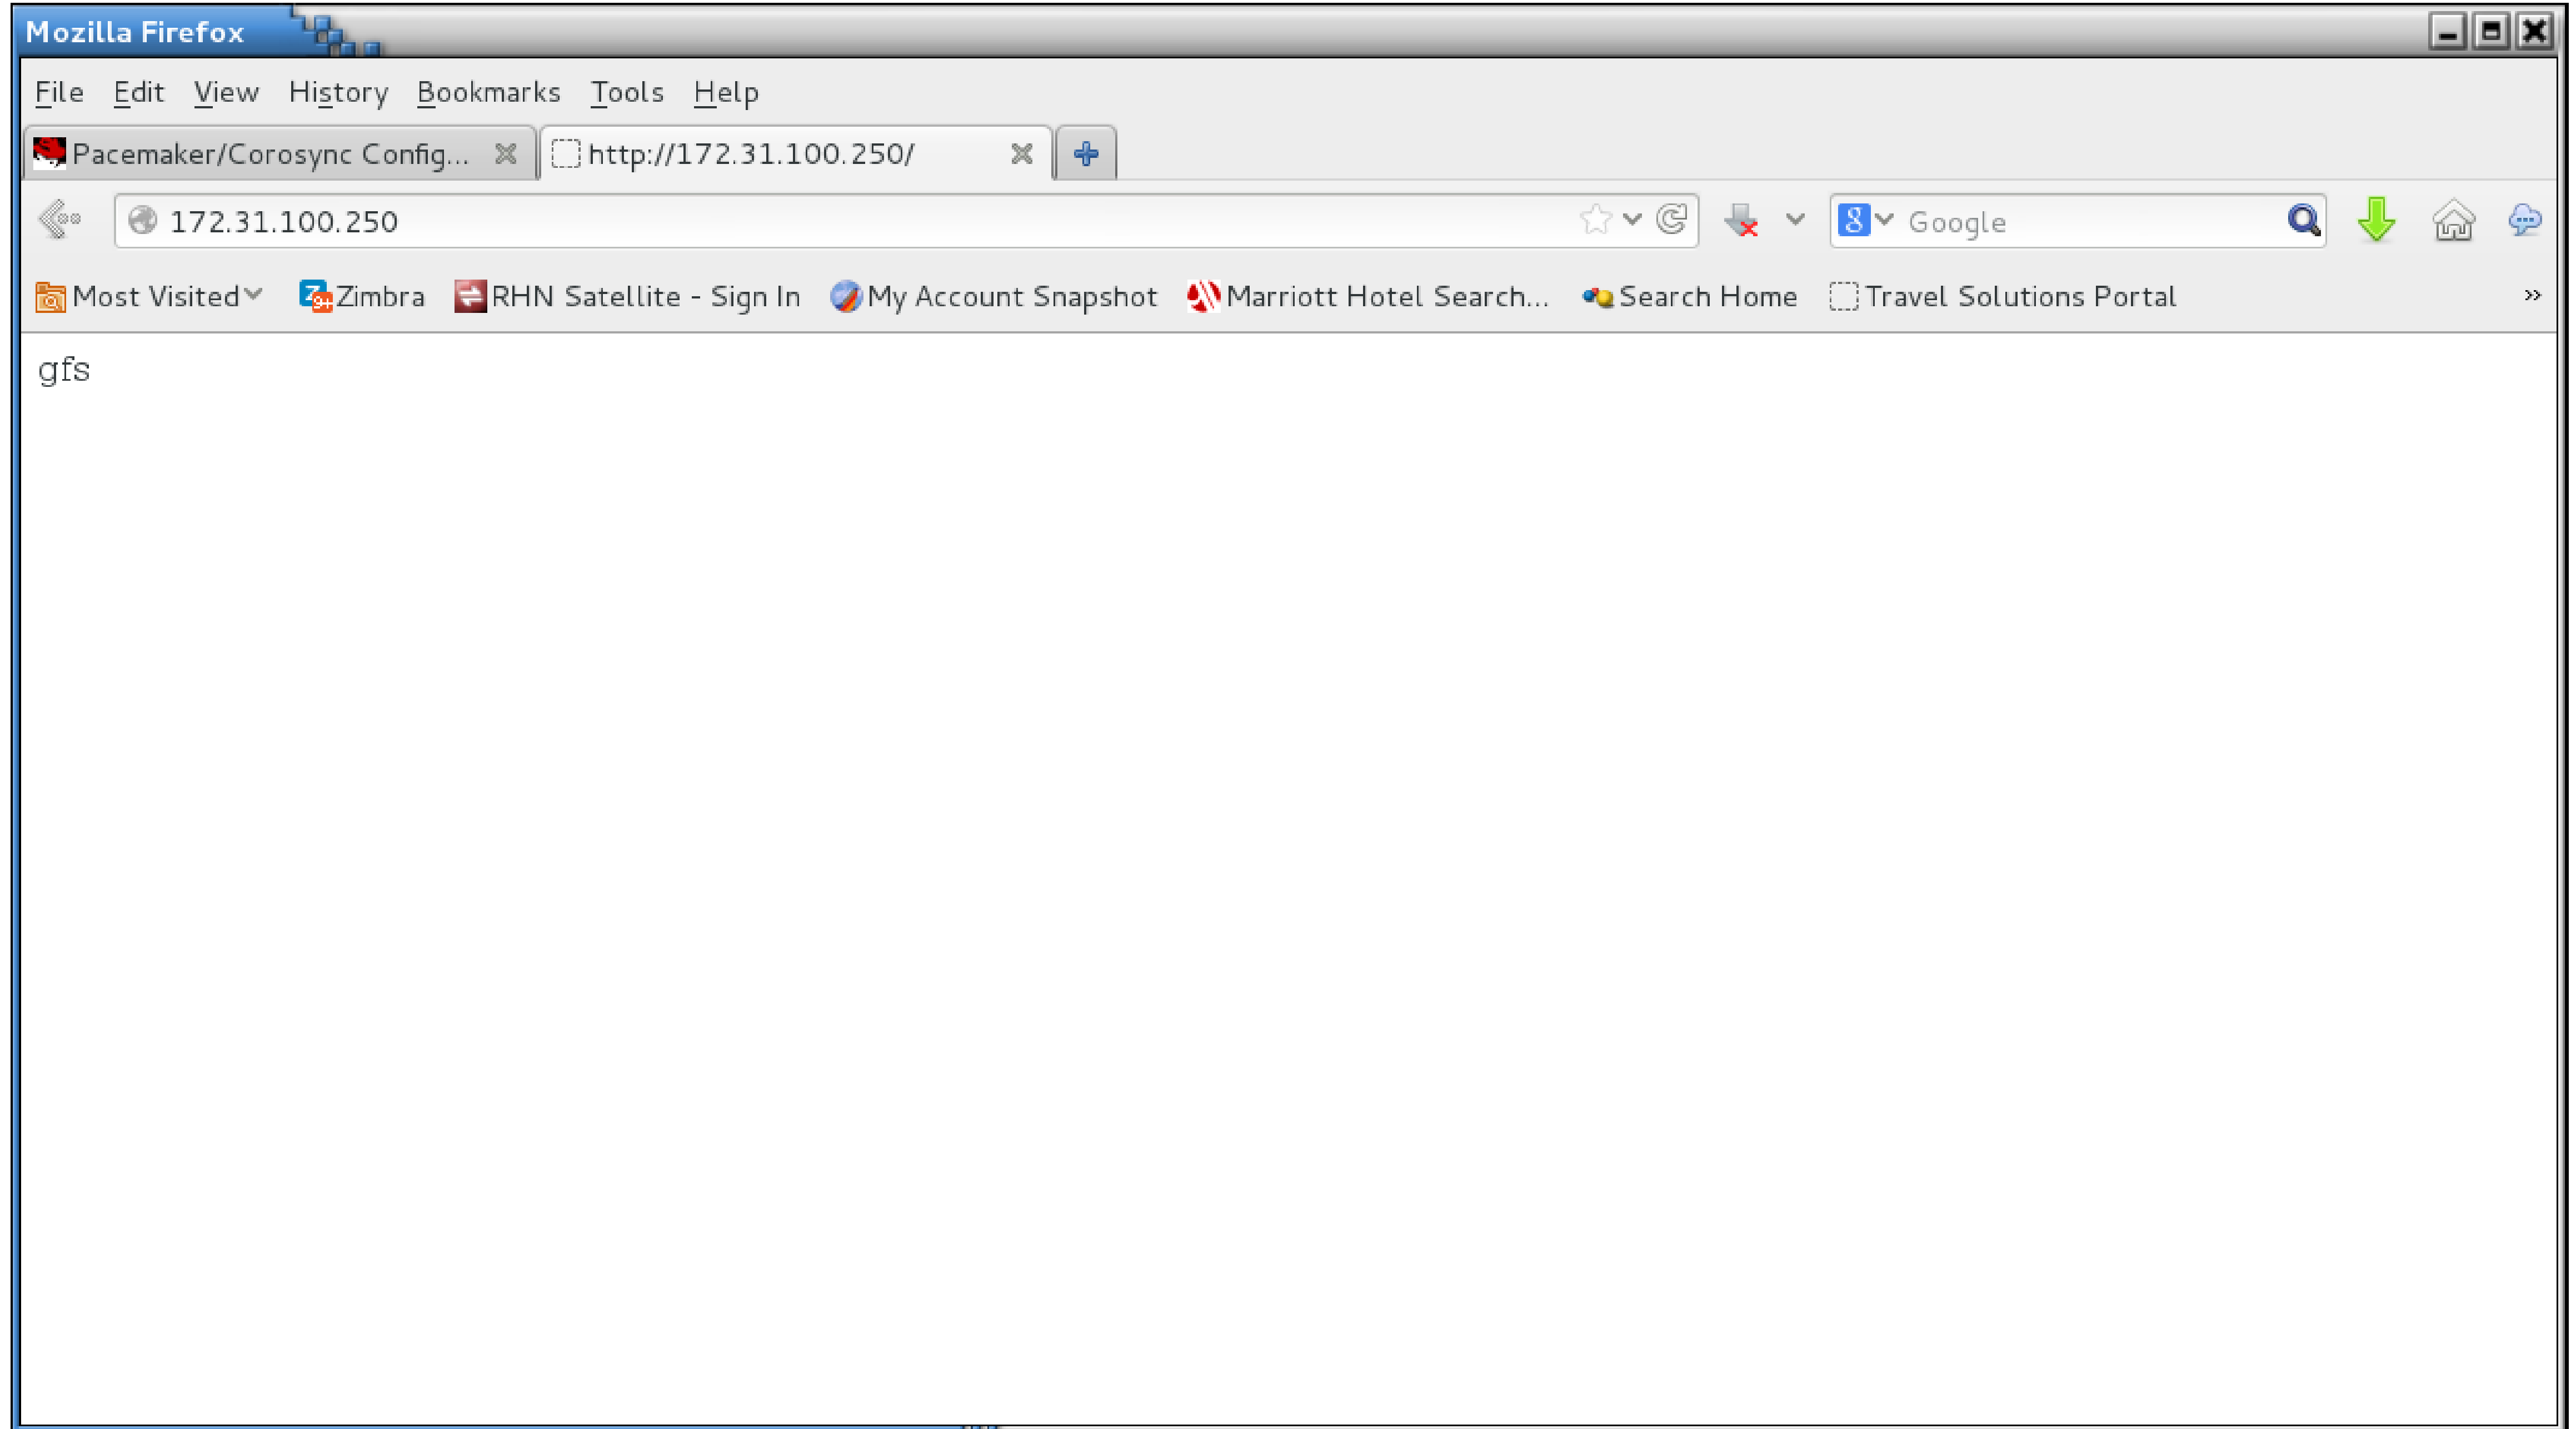 Mozilla Firefox
File Edit View History Bookmarks Tools Help
Pacemaker/Corosync Config... http://172.31.100.250/
172.31.100.250 8 Google
Most Visited Zimbra RHN Satellite - Sign In My Account Snapshot Marriott Hotel Search... Search Home Travel Solutions Portal »
gfs